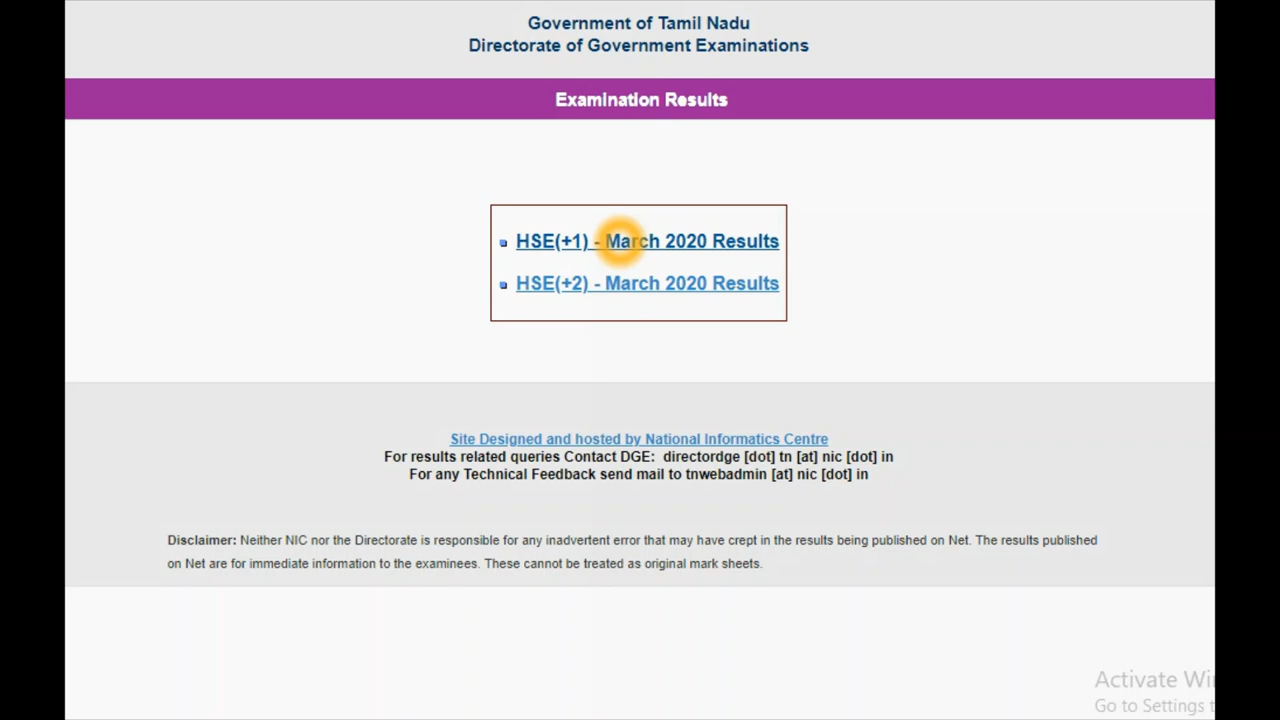 Government of Tamil Nadu
Directorate of Government Examinations
Examination Results
HSE(+1) - March 2020 Results
HSE(+2) - March 2020 Results
Site Designed and hosted by National Informatics Centre
For results related queries Contact DGE: directordge [dot] tn [at] nic [dot] in
For any Technical Feedback send mail to tnwebadmin [at] nic [dot] in
Disclaimer: Neither NIC nor the Directorate is responsible for any inadvertent error that may have crept in the results being published on Net. The results published
on Net are for immediate information to the examinees. These cannot be treated as original mark sheets.
Activate
Go to Settings